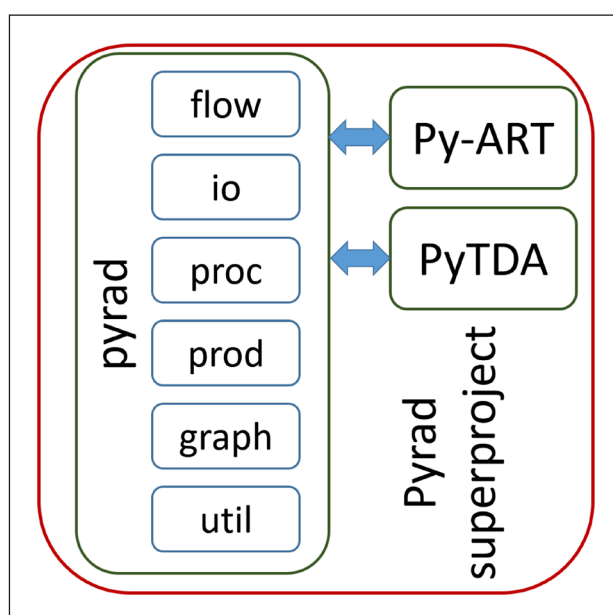 pyrad
flow
io
proc
prod
graph
util
Py-ART
PyTDA
Pyrad
superproject